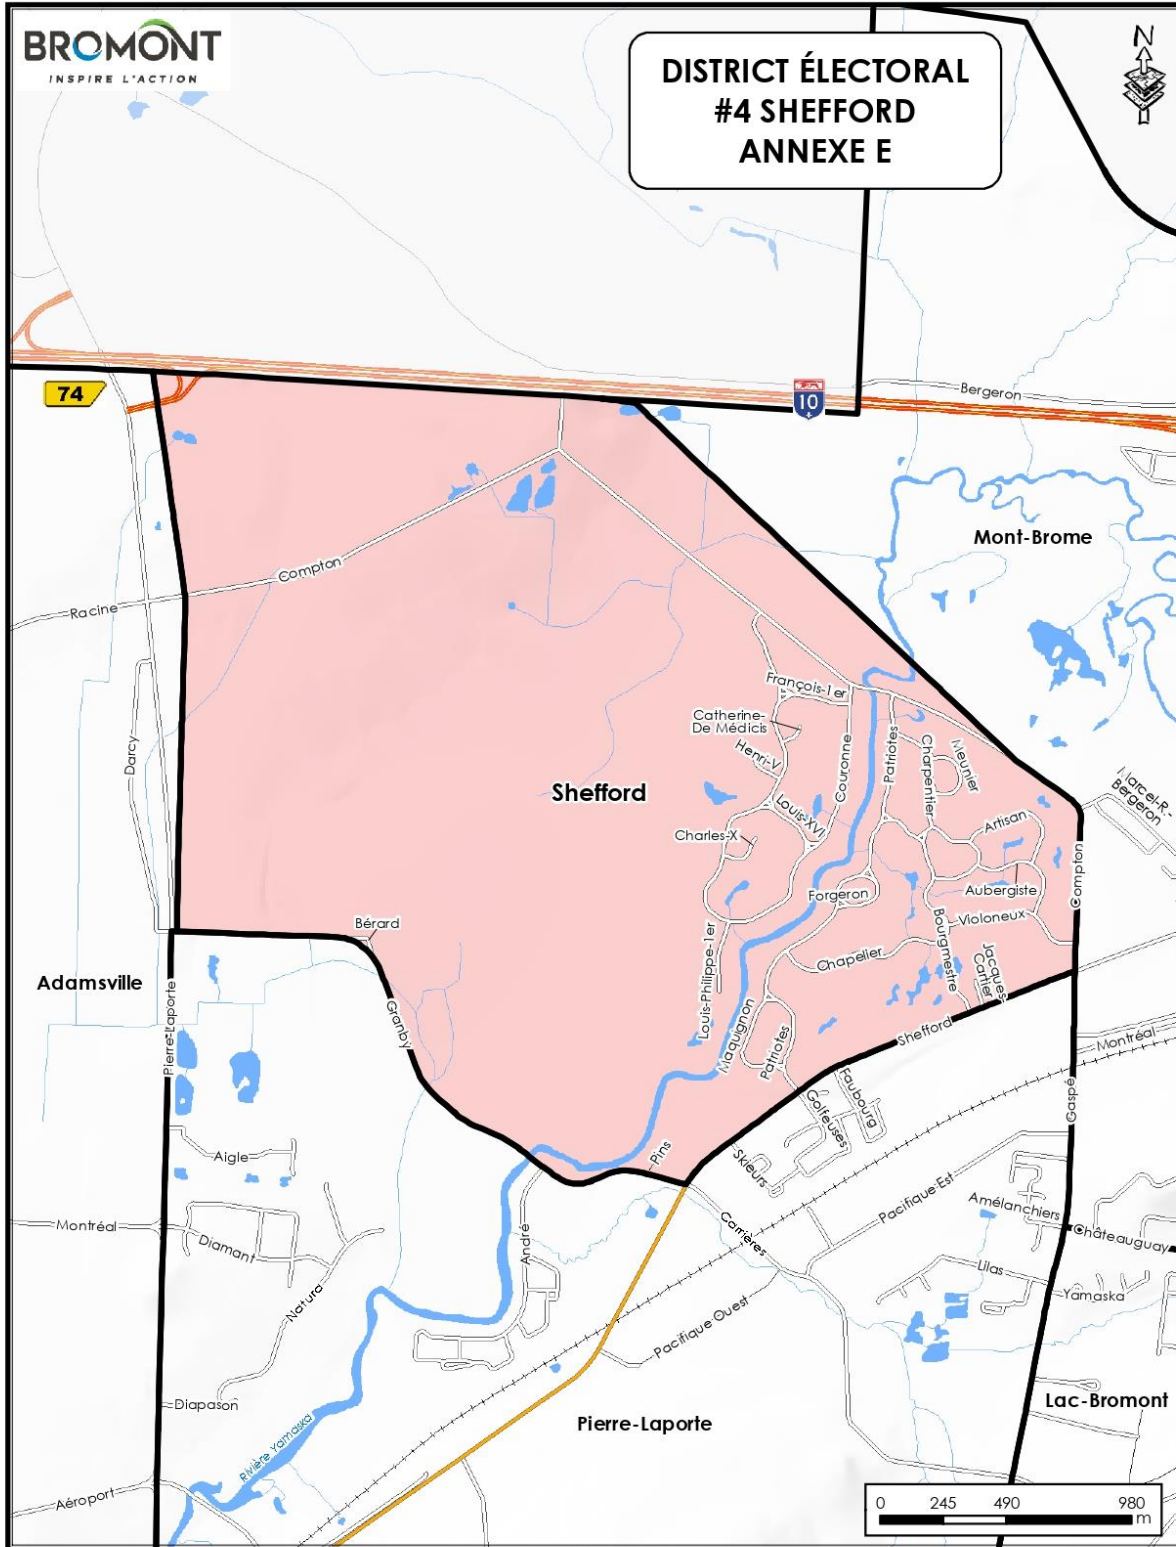 BROMONT
INSPIRE L'ACTION
DISTRICT ÉLECTORAL
#4 SHEFFORD
ANNEXE E
N
74
10
Bergeron
Mont-Brome
Compton
Racine
Darcy
François-1er
Catherine-
De Médicis
Henri-V
Couronne
Patriotes
Charpentier
Meunier
Marcel-R.-
Bergeron
Shefford
Louis-XVI
Charles-X
Artisan
Compton
Forgeron
Aubergiste
Bérard
Violoneux
Bourgmestre
Louis-Philippe-1er
Chapelier
Jacques-
Cartier
Adamsville
Pierre-Laporte
Granby
Maquignon
Patriotes
Shefford
Montréal
Gaspé
Golfeuses
Faubourg
Aigle
Pins
Skieurs
Pacifique-Est
Amélanchiers
Montréal
Diamant
André
Carrières
Châteauguay
Lilas
Yamaska
Natura
Pacifique Ouest
Diapason
Rivière Yamaska
Pierre-Laporte
Lac-Bromont
Aéroport
0 245 490 980
m